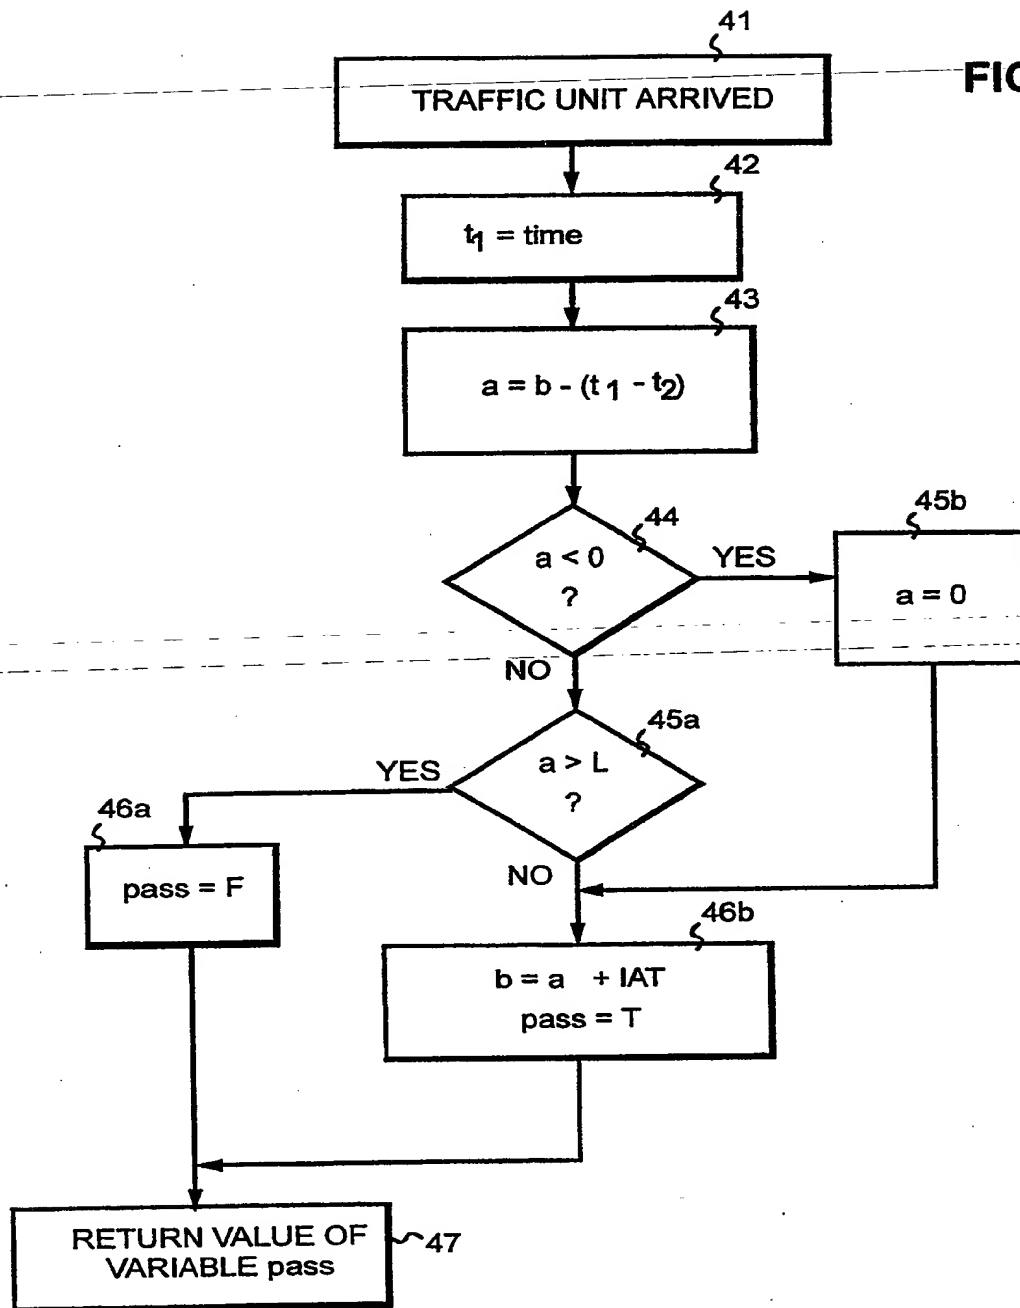 41
FIG
TRAFFIC UNIT ARRIVED
42
t1 = time
43
a = b - (t1 - t2)
44
a < 0
?
YES
45b
a = 0
NO
45a
a > L
?
YES
46a
pass = F
NO
46b
b = a + IAT
pass = T
RETURN VALUE OF
VARIABLE pass
47